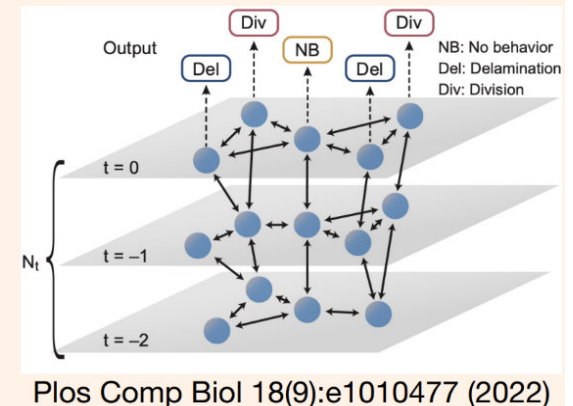 Output
Div
Div
NB
Del
Del
NB: No behavior
Del: Delamination
Div: Division
t = 0
t = –1
Nt
t = –2
Plos Comp Biol 18(9):e1010477 (2022)